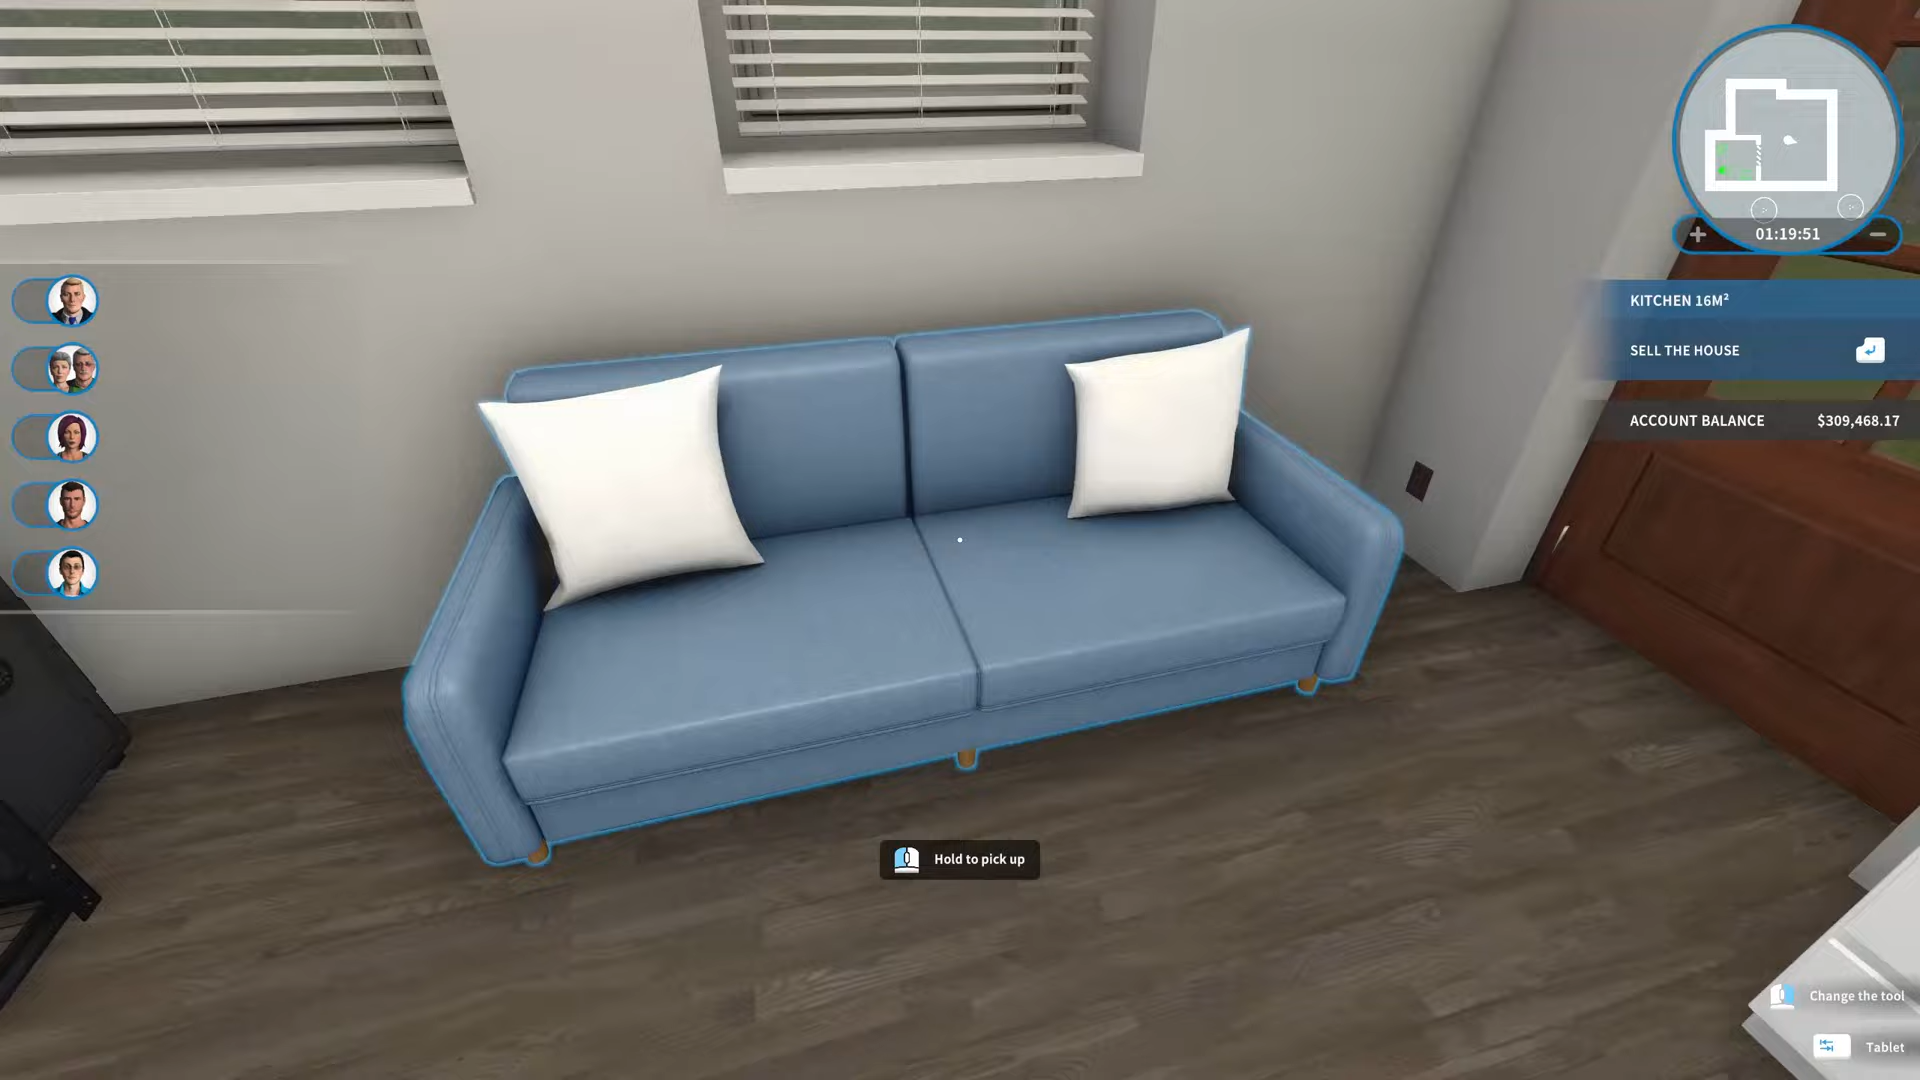 01:19:51
KITCHEN 16M²
SELL THE HOUSE
ACCOUNT BALANCE $309,468.17
Hold to pick up
Change the tool
Tablet